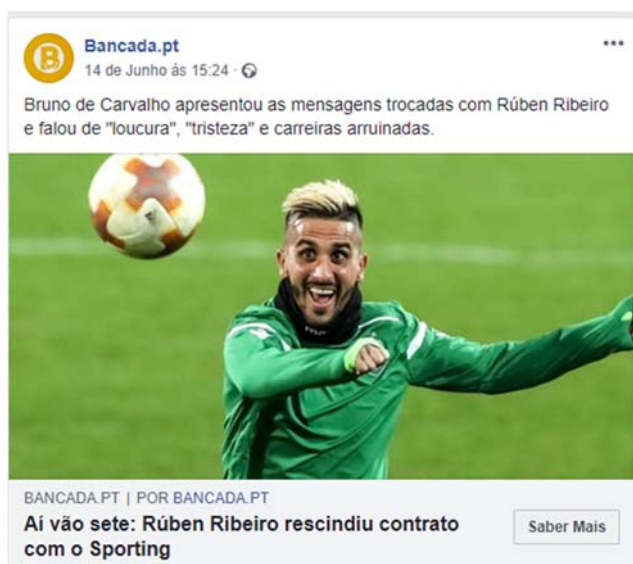 Bancada.pt
14 de Junho às 15:24 ·
Bruno de Carvalho apresentou as mensagens trocadas com Rúben Ribeiro
e falou de "loucura", "tristeza" e carreiras arruinadas.
BANCADA.PT | POR BANCADA.PT
Aí vão sete: Rúben Ribeiro rescindiu contrato
com o Sporting
Saber Mais